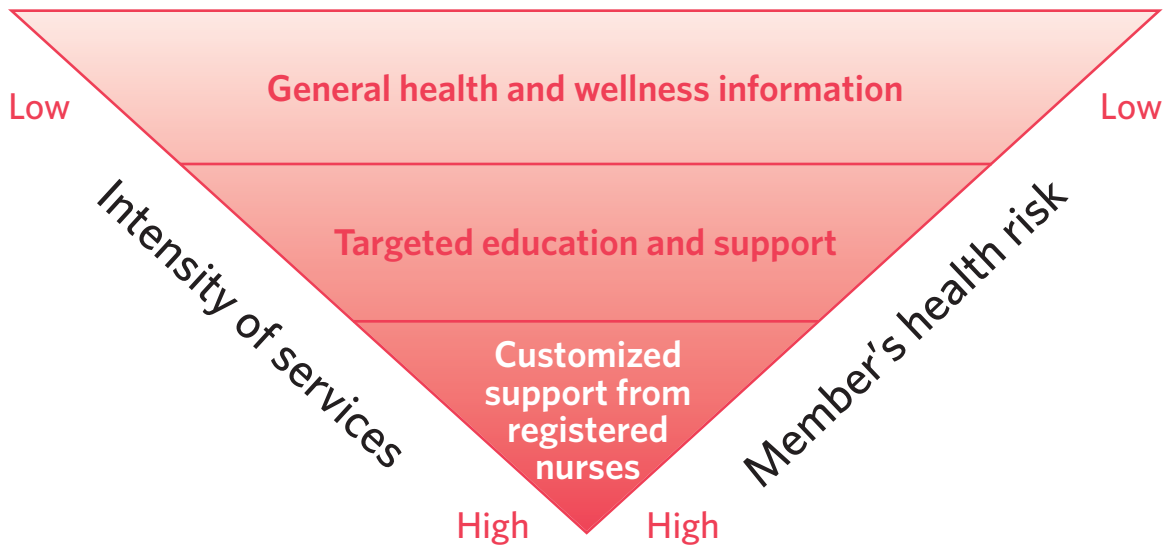 General health and wellness information
Low
Low
Intensity of services
Targeted education and support
Member's health risk
Customized
support from
registered
nurses
High
High